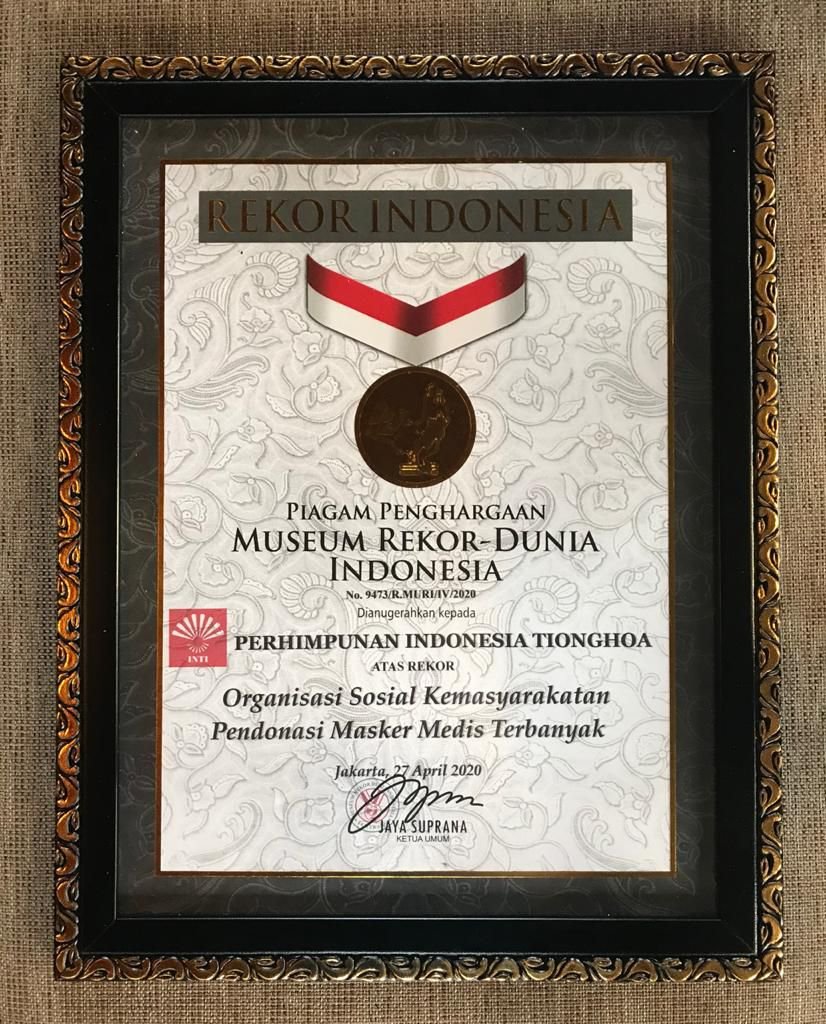 REKOR INDONESIA
PIAGAM PENGHARGAAN
MUSEUM REKOR-DUNIA
INDONESIA
No. 9473/R.MURI/IV/2020
Dianugerahkan kepada
INTI
PERHIMPUNAN INDONESIA TIONGHOA
ATAS REKOR
Organisasi Sosial Kemasyarakatan
Pendonasi Masker Medis Terbanyak
Jakarta, 27 April 2020
JAYA SUPRANA
KETUA UMUM